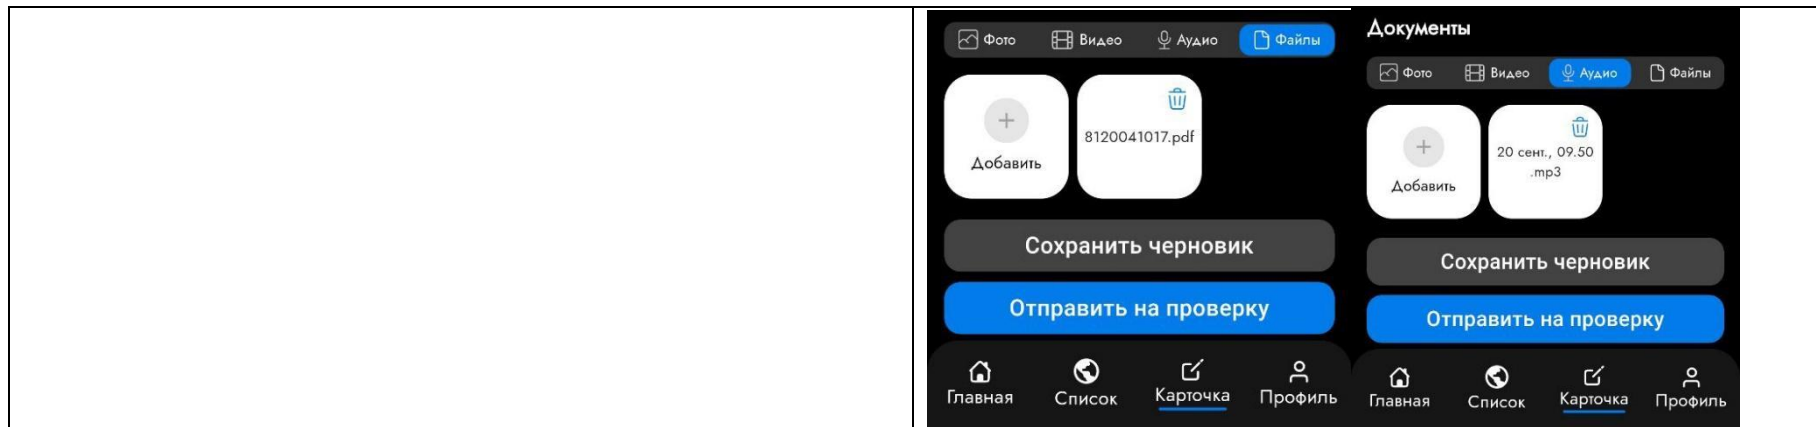 Фото Видео Аудио Файлы
8120041017.pdf
Добавить
Сохранить черновик
Отправить на проверку
Главная Список Карточка Профиль
Документы
Фото Видео Аудио Файлы
20 сент., 09.50
.mp3
Добавить
Сохранить черновик
Отправить на проверку
Главная Список Карточка Профиль